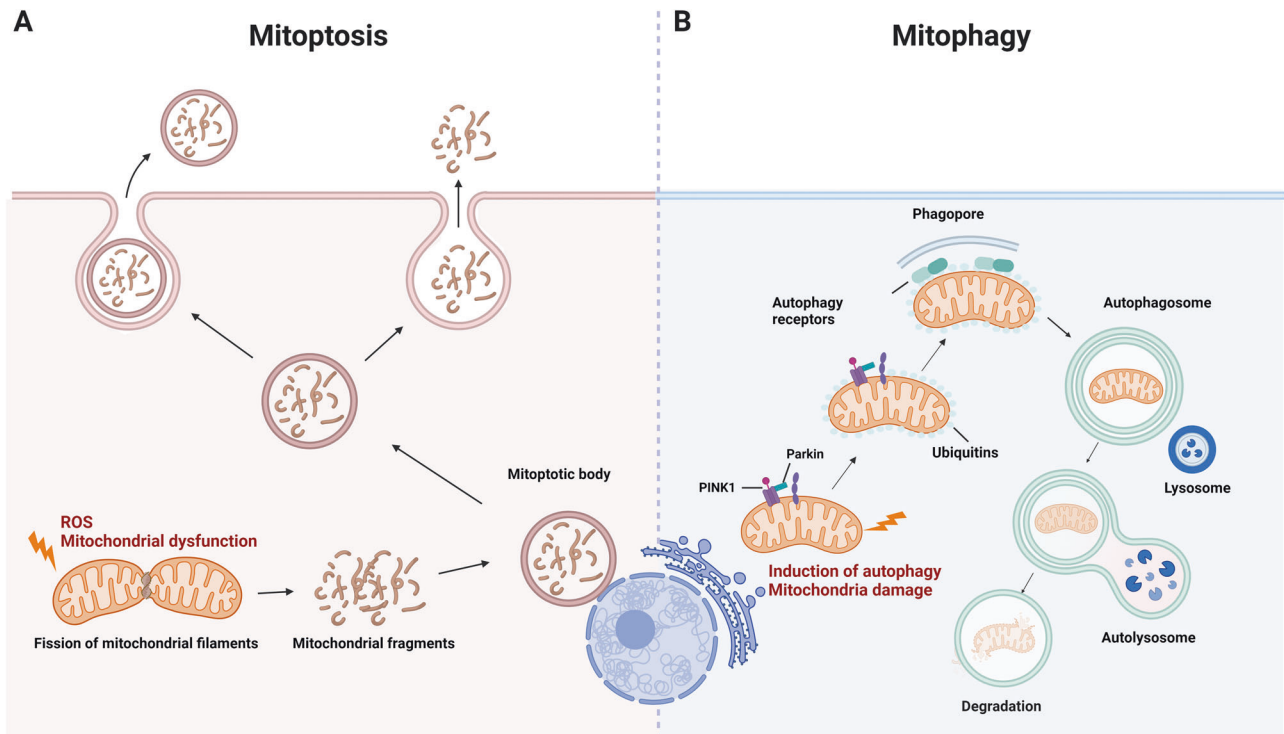 A
Mitoptosis
ROS
Mitochondrial dysfunction
Fission of mitochondrial filaments
Mitochondrial fragments
Mitoptotic body
B
Mitophagy
Phagopore
Autophagy
receptors
Autophagosome
Ubiquitins
Parkin
PINK1
Lysosome
Induction of autophagy
Mitochondria damage
Autolysosome
Degradation